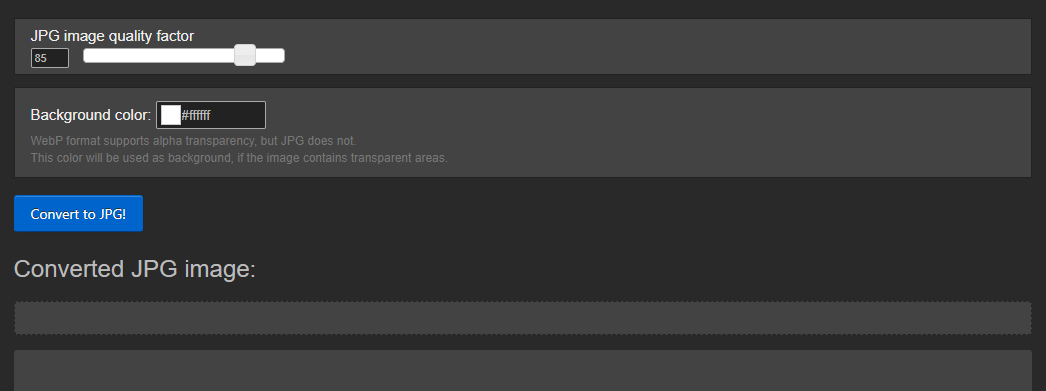 JPG image quality factor
85
Background color: #ffffff
WebP format supports alpha transparency, but JPG does not.
This color will be used as background, if the image contains transparent areas.
Convert to JPG!
Converted JPG image: